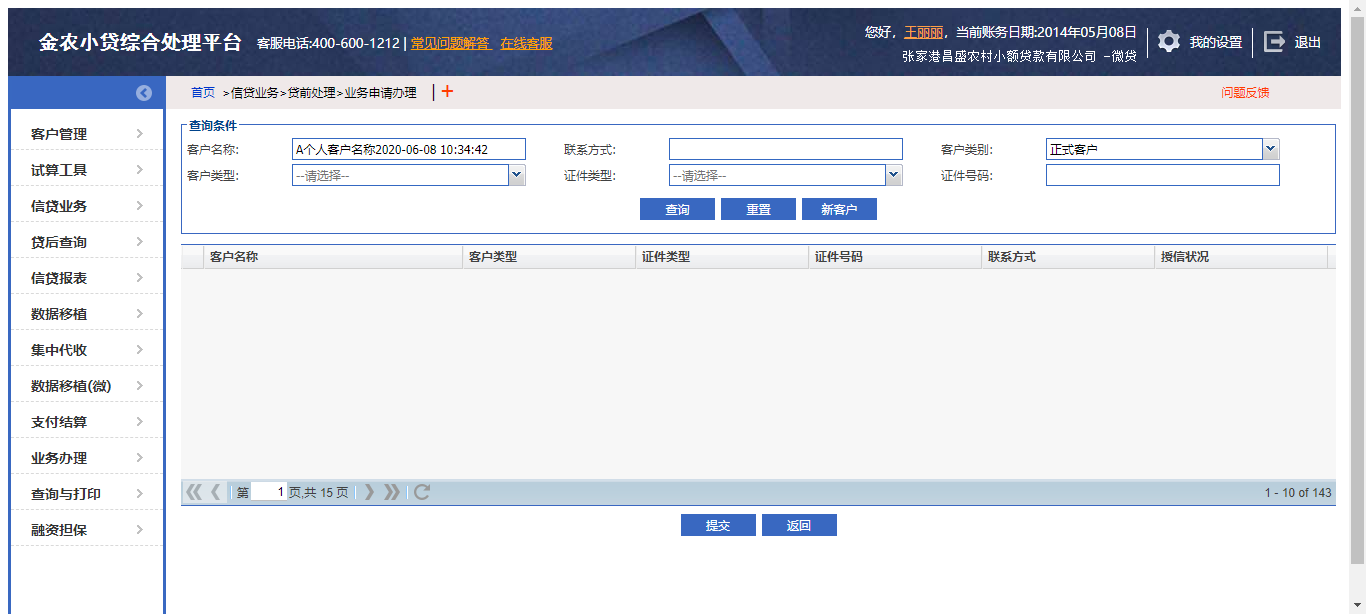 金农小贷综合处理平台 客服电话:400-600-1212 | 常见问题解答 在线客服
您好，王丽丽，当前账务日期:2014年05月08日
张家港昌盛农村小额贷款有限公司 -微贷
我的设置 退出
首页 >信贷业务>贷前处理>业务申请办理 | +
问题反馈
客户管理
试算工具
信贷业务
贷后查询
信贷报表
数据移植
集中代收
数据移植(微)
支付结算
业务办理
查询与打印
融资担保
查询条件
客户名称: A个人客户名称2020-06-08 10:34:42 联系方式: 客户类别: 正式客户
客户类型: --请选择-- 证件类型: --请选择-- 证件号码:
查询 重置 新客户
客户名称 客户类型 证件类型 证件号码 联系方式 授信状况
第 1 页,共 15 页
1 - 10 of 143
提交 返回